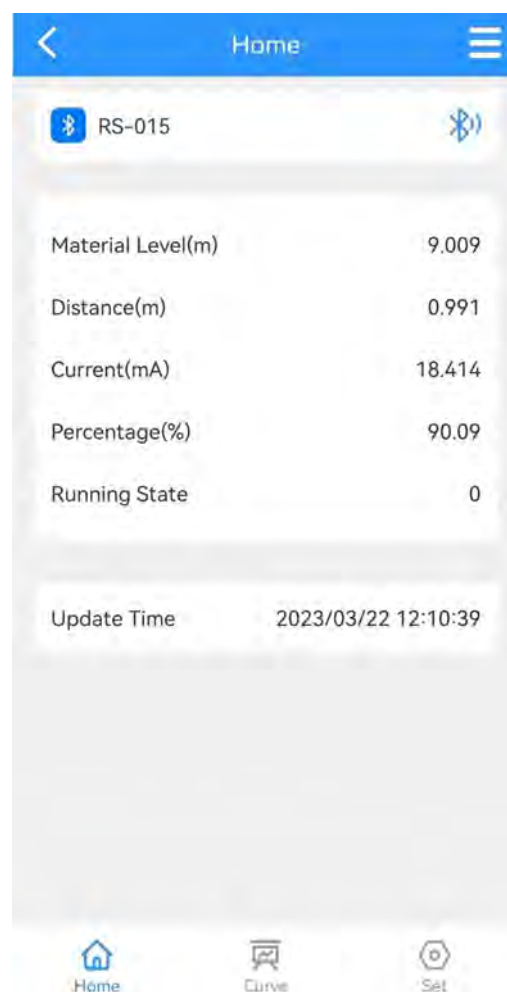 Home
RS-015
Material Level(m) 9.009
Distance(m) 0.991
Current(mA) 18.414
Percentage(%) 90.09
Running State 0
Update Time 2023/03/22 12:10:39
Home Curve Set